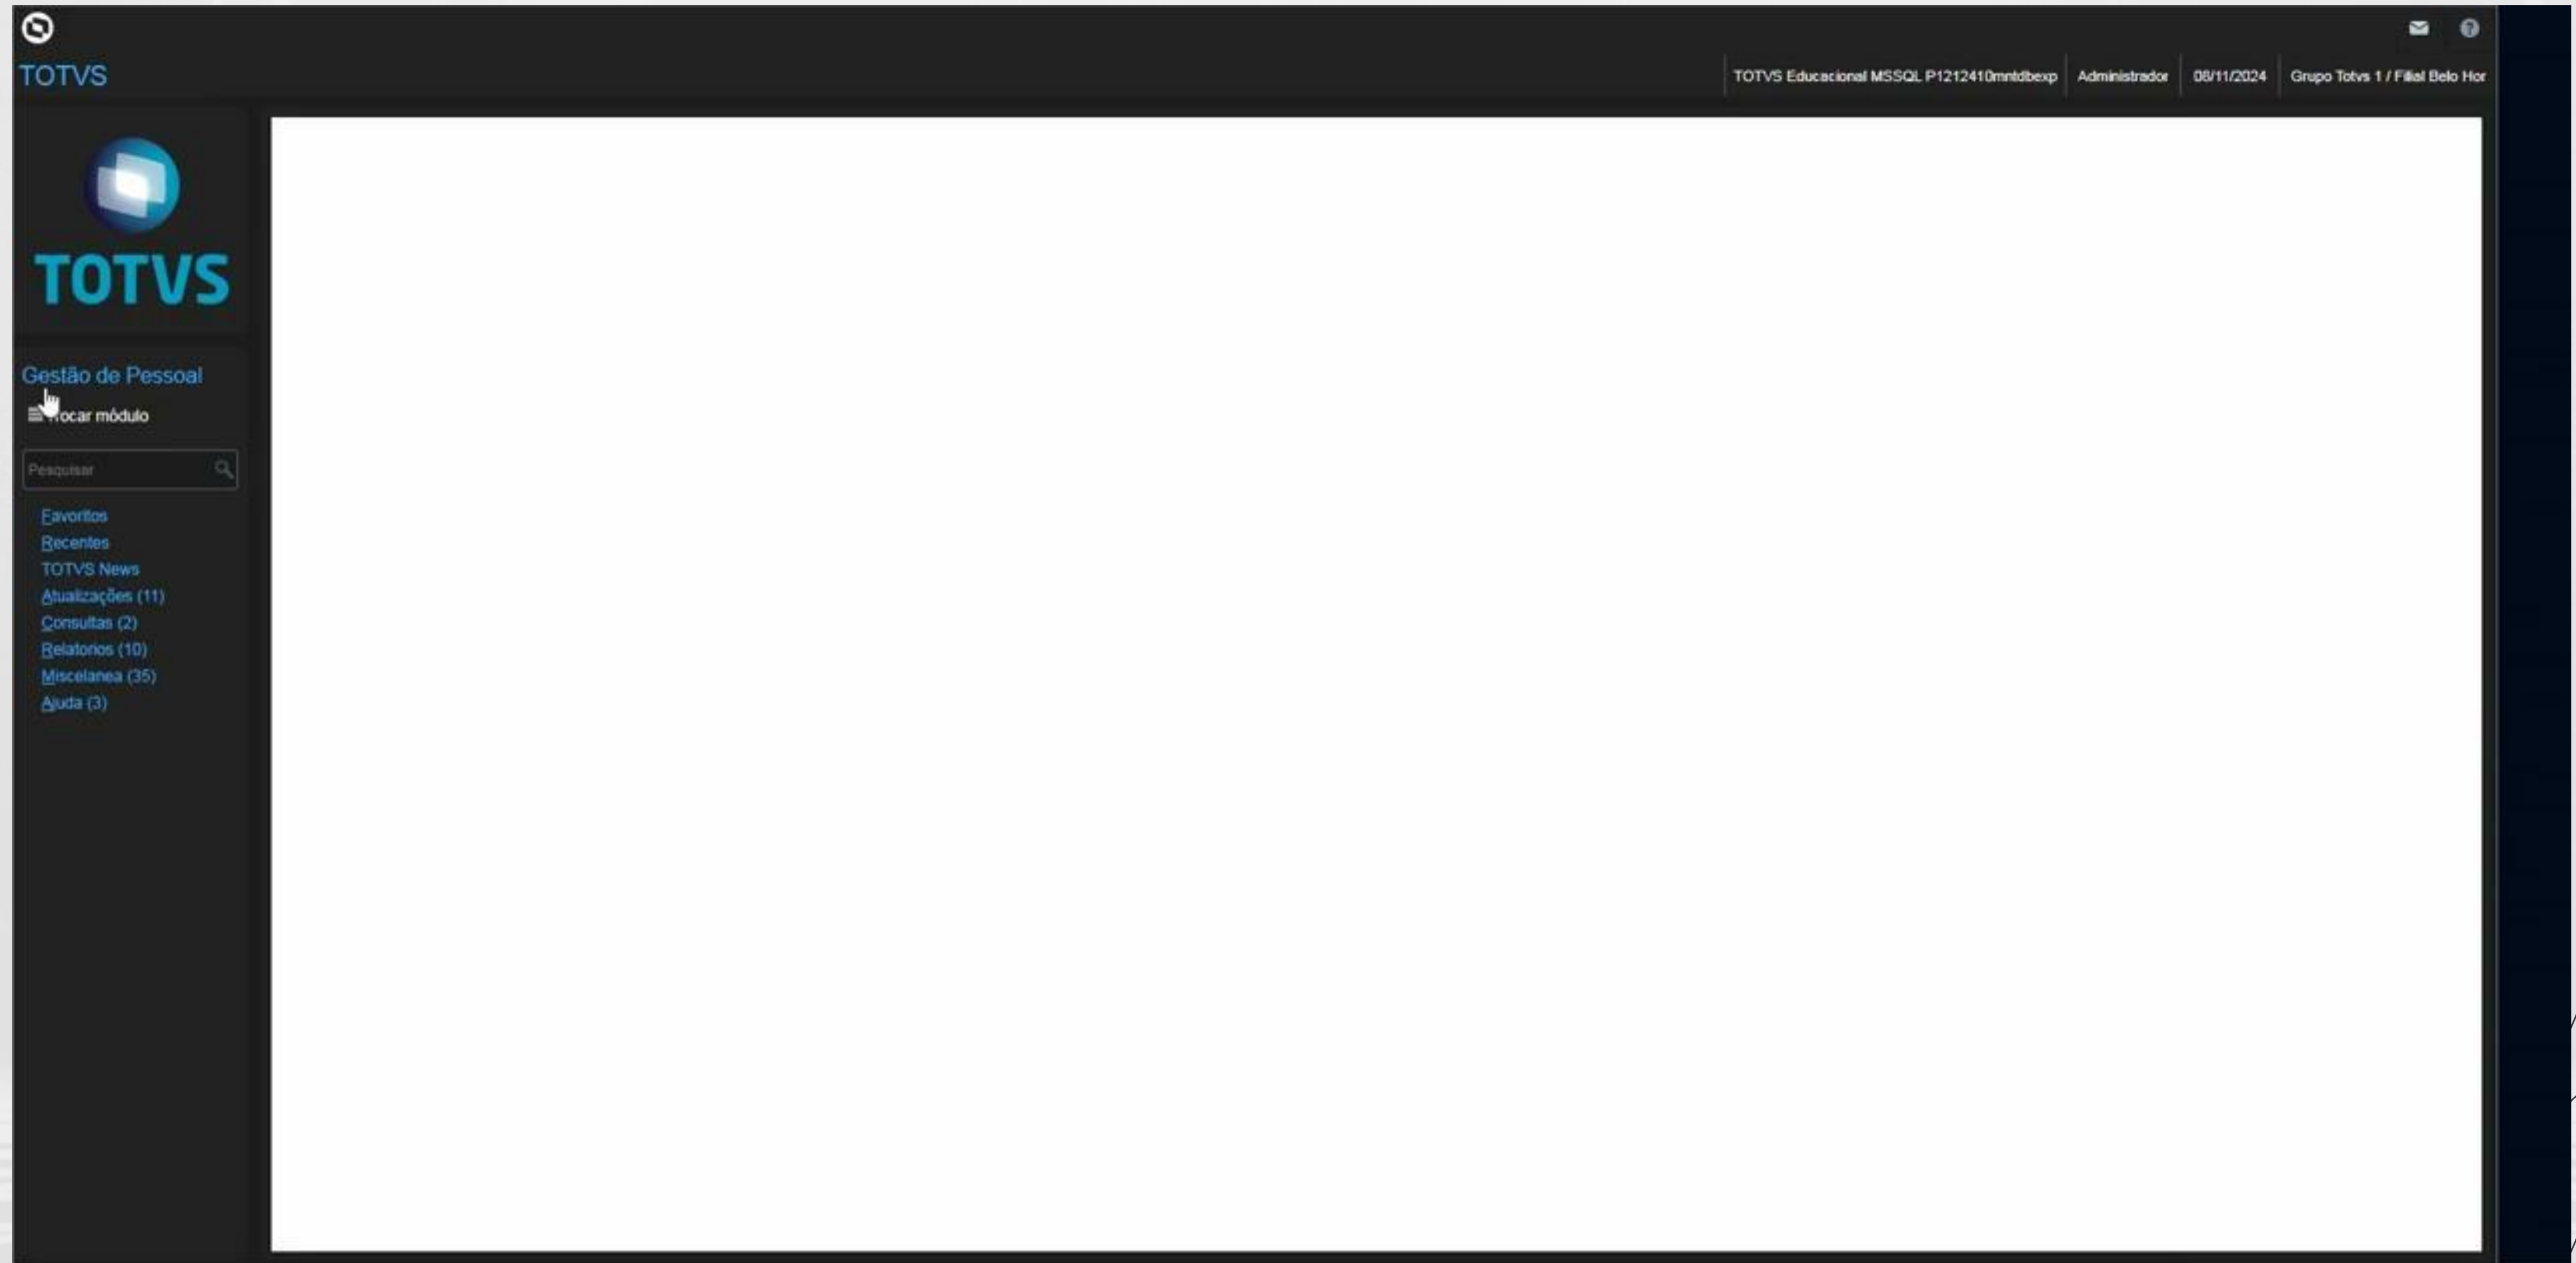 TOTVS
TOTVS Educacional MSSQL P1212410mntdbexp Administrador 08/11/2024 Grupo Totvs 1 / Filial Belo Hor
TOTVS
Gestão de Pessoal
Trocar módulo
Pesquisar
Favoritos
Recentes
TOTVS News
Atualizações (11)
Consultas (2)
Relatorios (10)
Miscelanea (35)
Ajuda (3)